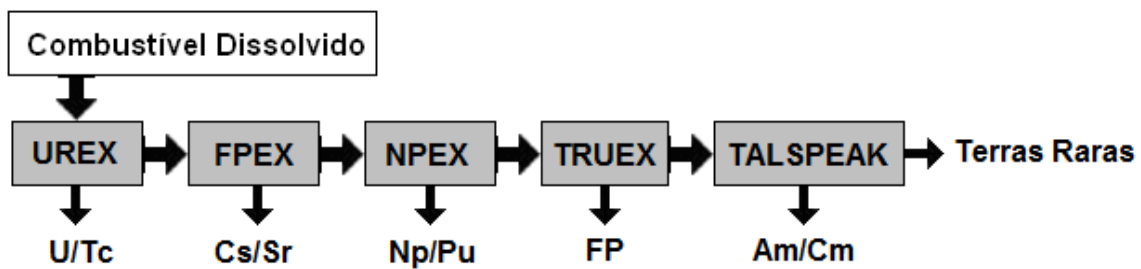 Combustível Dissolvido
UREX FPEX NPEX TRUEX TALSPEAK Terras Raras
U/Tc Cs/Sr Np/Pu FP Am/Cm